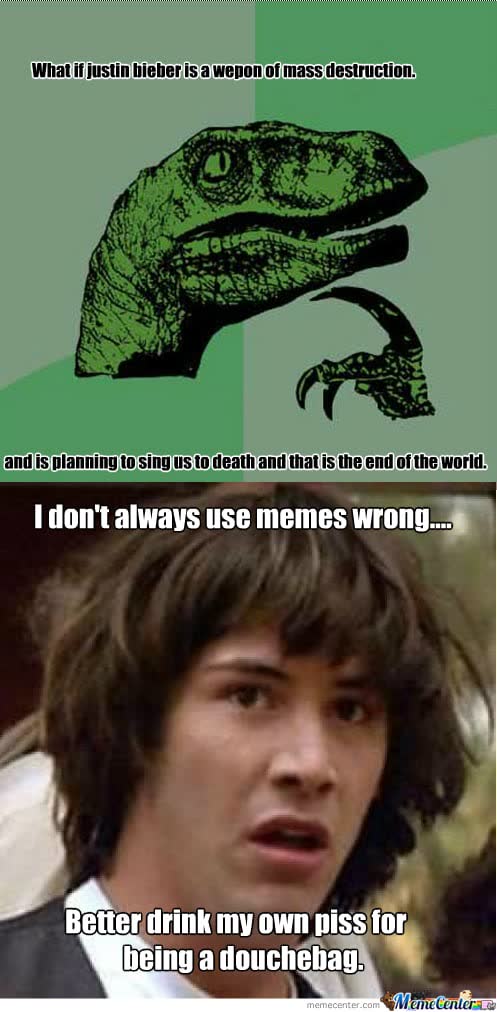 What if justin bieber is a wepon of mass destruction.
and is planning to sing us to death and that is the end of the world.
I don't always use memes wrong....
Better drink my own piss for
being a douchebag.
memecenter.com MemeCenter